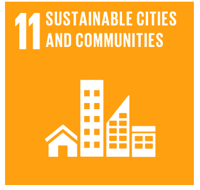 11 SUSTAINABLE CITIES
AND COMMUNITIES